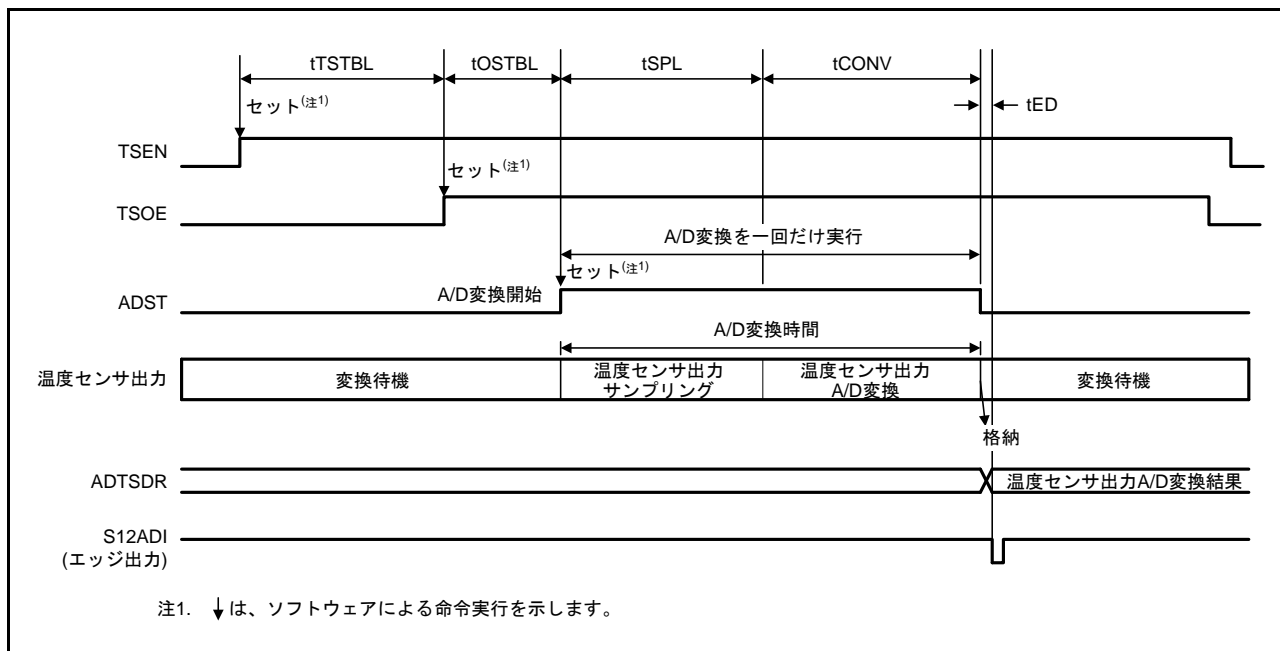 tTSTBL tOSTBL tSPL tCONV
tED
セット(注1)
TSEN
セット(注1)
TSOE
A/D変換を一回だけ実行
セット(注1)
A/D変換開始
ADST
A/D変換時間
温度センサ出力
変換待機
温度センサ出力
サンプリング
温度センサ出力
A/D変換
変換待機
格納
ADTSDR
温度センサ出力A/D変換結果
S12ADI
(エッジ出力)
注1. ↓は、ソフトウェアによる命令実行を示します。